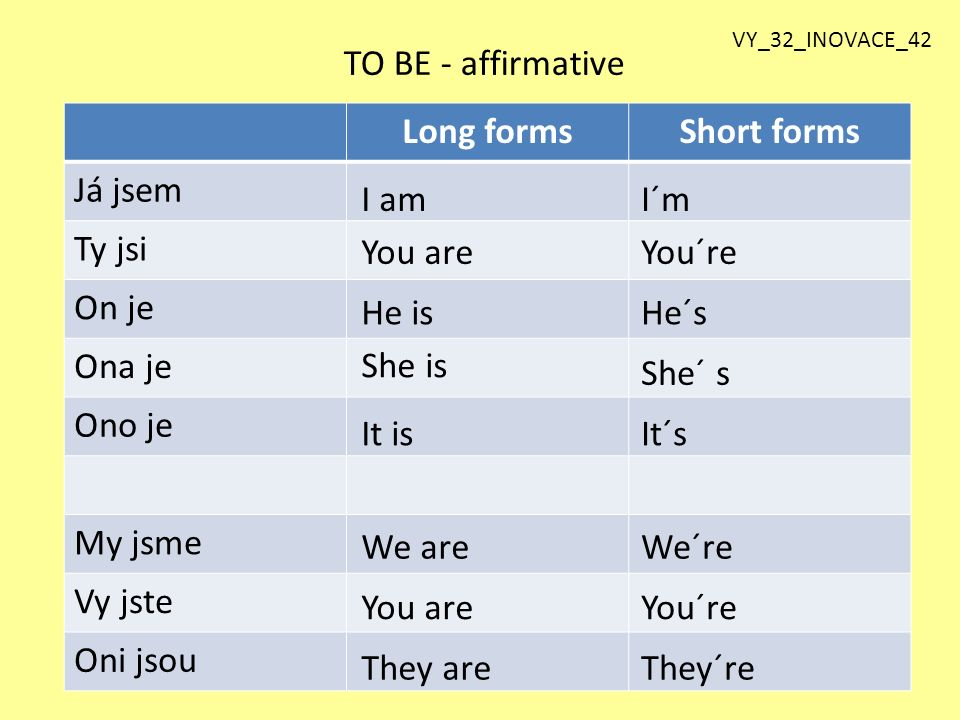 VY_32_INOVACE_42
TO BE - affirmative
Long forms Short forms
Já jsem I am I´m
Ty jsi You are You´re
On je He is He´s
Ona je She is She´ s
Ono je It is It´s
My jsme We are We´re
Vy jste You are You´re
Oni jsou They are They´re